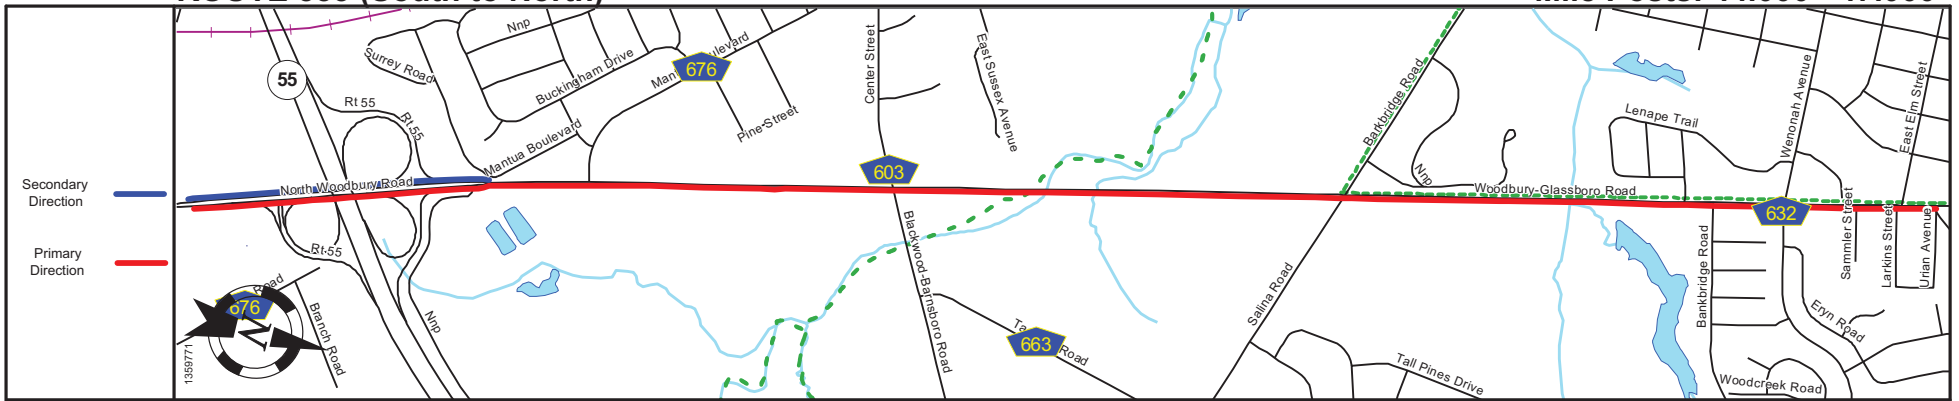 Secondary
Direction
Primary
Direction
55
Rt 55
Rt 55
Rt 55
Surrey Road
Nnp
Buckingham Drive
676
Pine Street
Mantua Boulevard
North Woodbury Road
Center Street
603
East Sussex Avenue
Blackwood-Barnsboro Road
663
Road
Barkbridge Road
Nnp
Woodbury-Glassboro Road
Lenape Trail
Wenonah Avenue
East Elm Street
632
Sammler Street
Larkins Street
Urian Avenue
Bankbridge Road
Eryn Road
Woodcreek Road
Salina Road
Tall Pines Drive
Nnp
Road
676
Branch Road
N
1359771